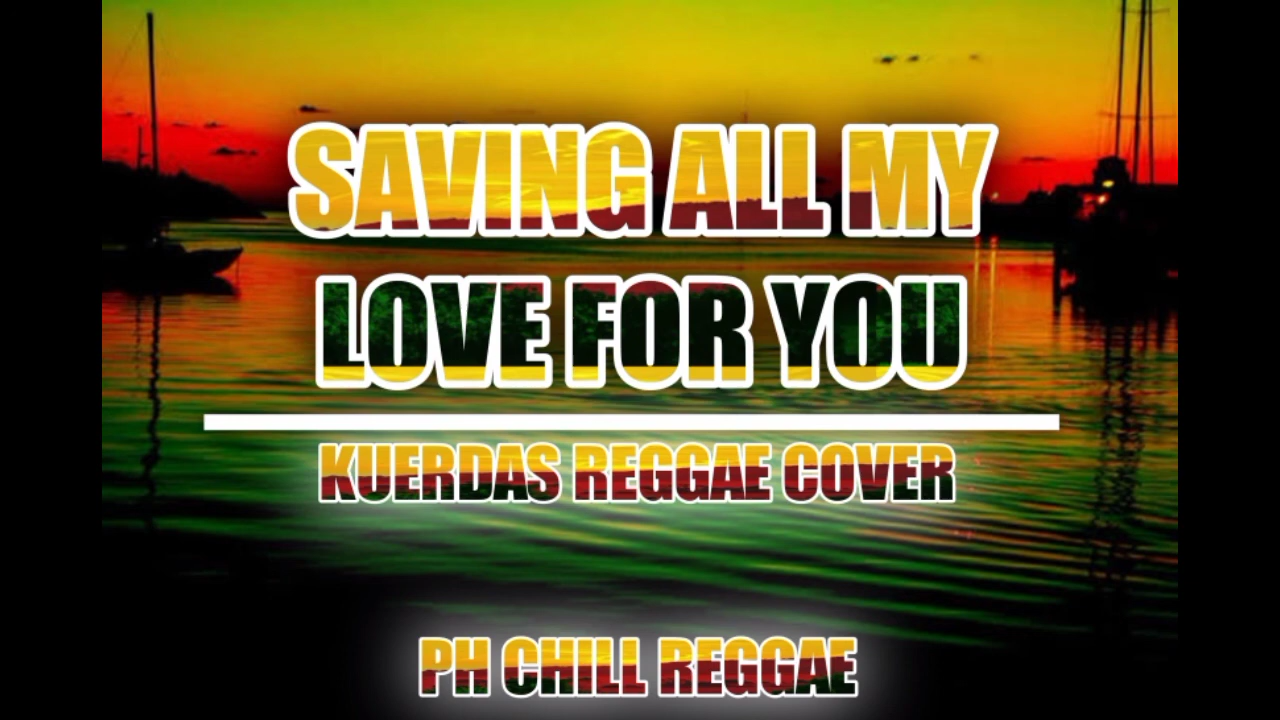 SAVING ALL MY
LOVE FOR YOU
KUERDAS REGGAE COVER
PH CHILL REGGAE